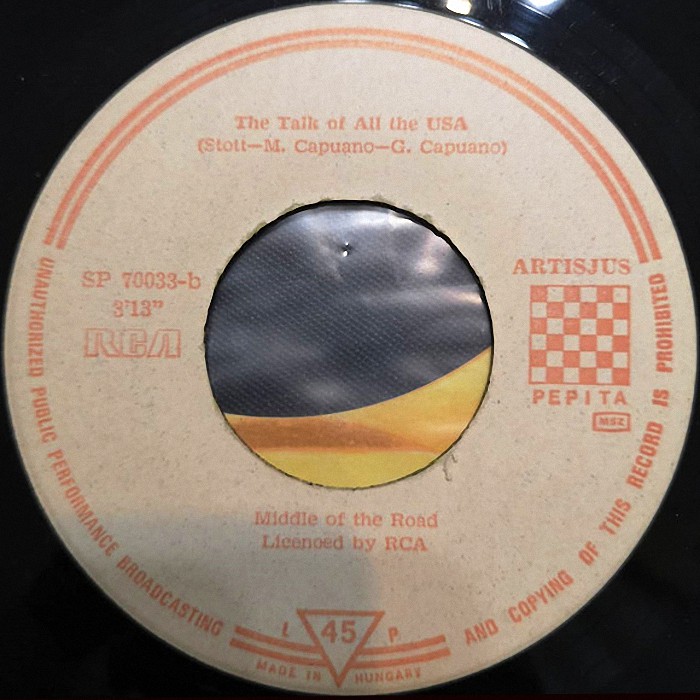 The Talk of All the USA
(Stott—M. Capuano—G. Capuano)
SP 70033-b
3'13"
RCA
ARTISJUS
PEPITA
MSZ
Middle of the Road
Licenced by RCA
L 45 P
MADE IN HUNGARY
UNAUTHORIZED PUBLIC PERFORMANCE BROADCASTING AND COPYING OF THIS RECORD IS PROHIBITED